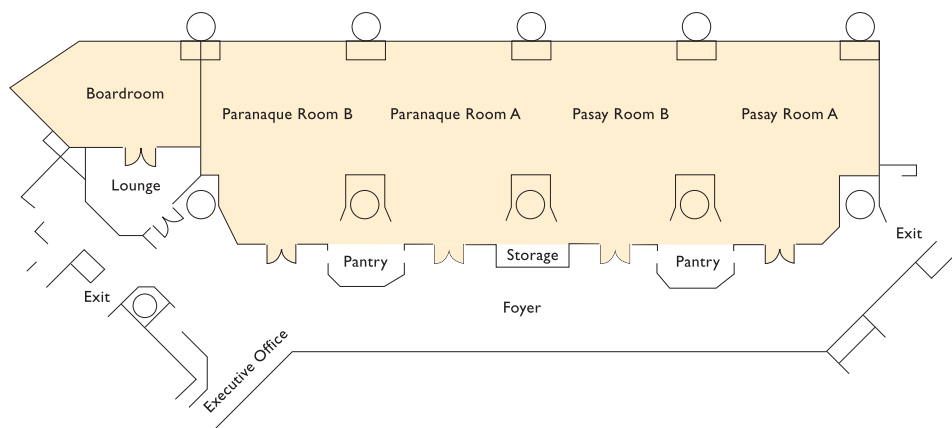 Boardroom
Paranaque Room B
Paranaque Room A
Pasay Room B
Pasay Room A
Lounge
Exit
Storage
Pantry
Pantry
Exit
Foyer
Executive Office